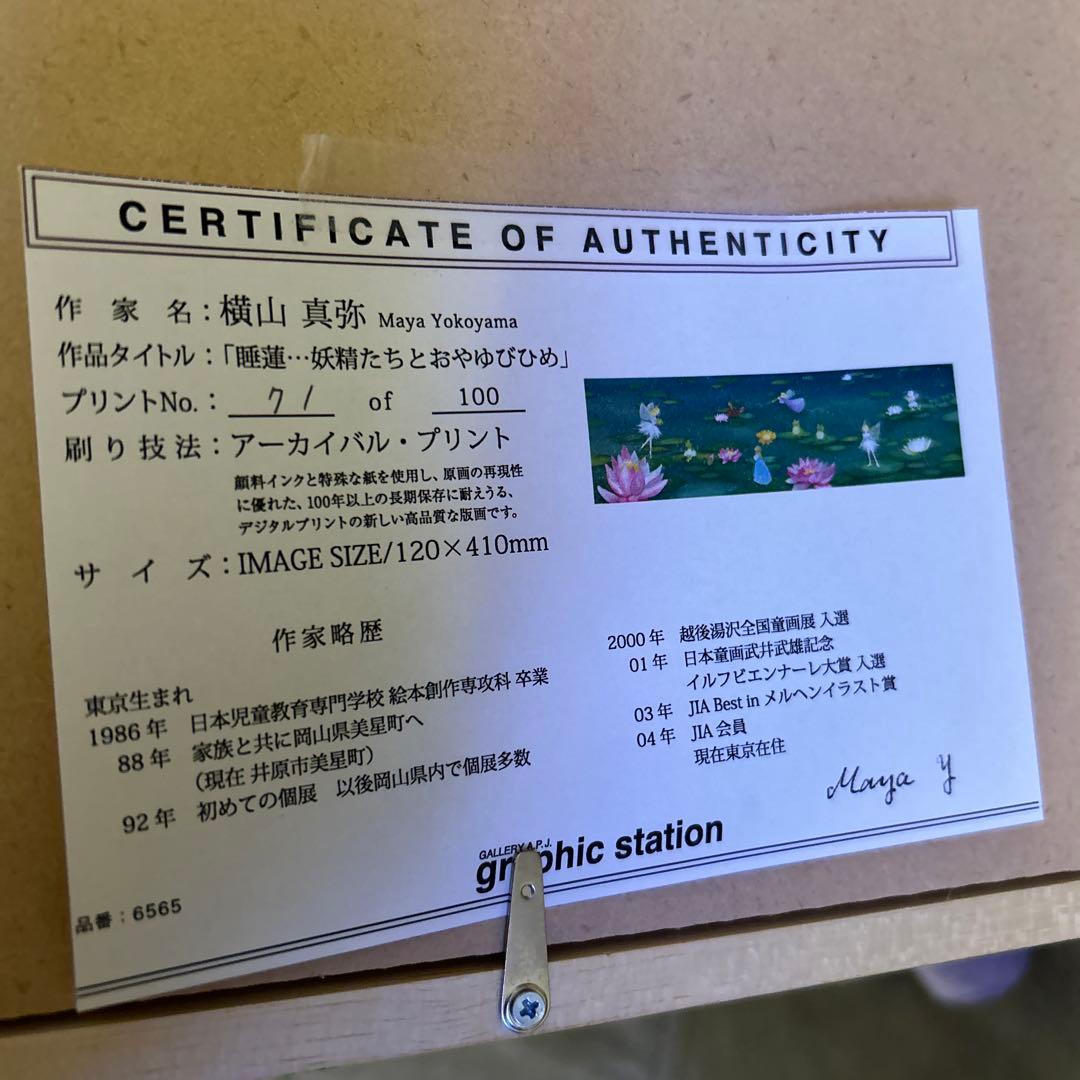 CERTIFICATE OF AUTHENTICITY
作家名：横山 真弥 Maya Yokoyama
作品タイトル：「睡蓮…妖精たちとおやゆびひめ」
プリントNo.： 71 of 100
刷り技法：アーカイバル・プリント
顔料インクと特殊な紙を使用し、原画の再現性
に優れた、100年以上の長期保存に耐えうる、
デジタルプリントの新しい高品質な版画です。
サイズ：IMAGE SIZE/120×410mm
作家略歴
東京生まれ
1986年 日本児童教育専門学校 絵本創作専攻科 卒業
88年 家族と共に岡山県美星町へ
（現在 井原市美星町）
92年 初めての個展 以後岡山県内で個展多数
2000年 越後湯沢全国童画展 入選
01年 日本童画武井武雄記念
イルフビエンナーレ大賞 入選
03年 JIA Best in メルヘンイラスト賞
04年 JIA会員
現在東京在住
Maya Y
GALLERY A.P.J.
graphic station
品番：6565